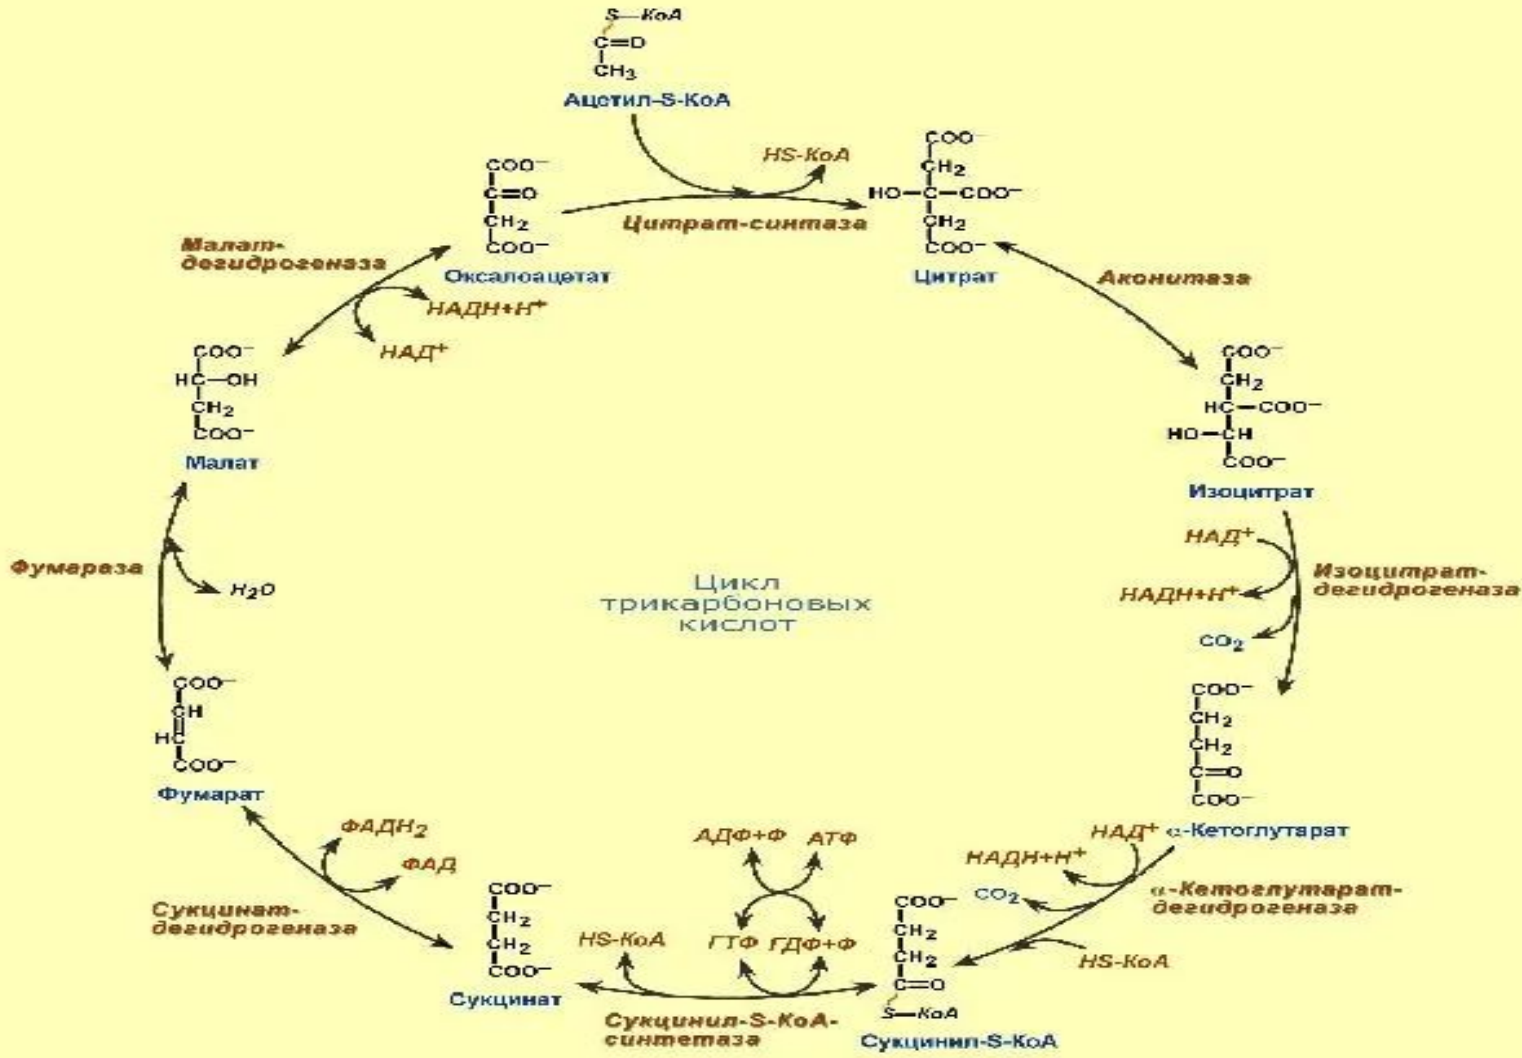 S—КоА
C=O
CH₃
Ацетил-S-КоА
HS-КоА
Цитрат-синтаза
COO⁻
CH₂
HO—C—COO⁻
CH₂
COO⁻
Цитрат
Аконитаза
COO⁻
CH₂
HC—COO⁻
HO—CH
COO⁻
Изоцитрат
НАД⁺
НАДН+Н⁺
CO₂
Изоцитрат-
дегидрогеназа
COO⁻
CH₂
CH₂
C=O
COO⁻
α-Кетоглутарат
НАД⁺
НАДН+Н⁺
CO₂
HS-КоА
α-Кетоглутарат-
дегидрогеназа
COO⁻
CH₂
CH₂
C=O
S—КоА
Сукцинил-S-КоА
АДФ+Ф АТФ
ГТФ ГДФ+Ф
HS-КоА
Сукцинил-S-КоА-
синтетаза
COO⁻
CH₂
CH₂
COO⁻
Сукцинат
ФАДН₂
ФАД
Сукцинат-
дегидрогеназа
COO⁻
CH
HC
COO⁻
Фумарат
Фумараза
H₂O
COO⁻
HC—OH
CH₂
COO⁻
Малат
Малат-
дегидрогеназа
НАДН+Н⁺
НАД⁺
COO⁻
C=O
CH₂
COO⁻
Оксалоацетат
Цикл
трикарбоновых
кислот